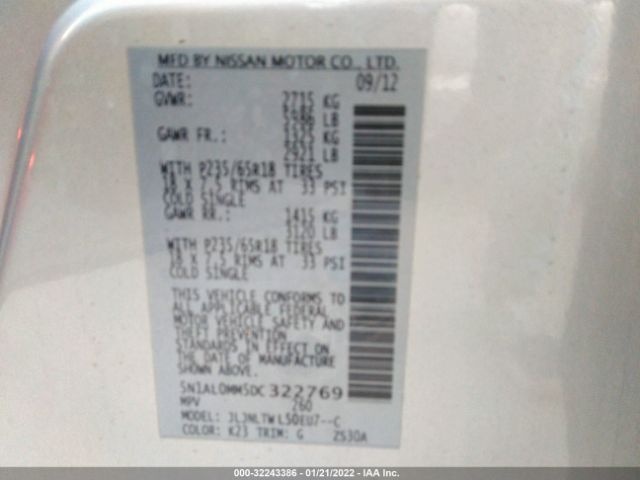 MFD BY NISSAN MOTOR CO., LTD.
DATE: 09/12
GVWR: 2715 KG
5986 LB
GAWR FR.: 1325 KG
2921 LB
WITH P235/65R18 TIRES
18 X 7.5 RIMS AT 33 PSI
COLD SINGLE
GAWR RR.: 1415 KG
3120 LB
WITH P235/65R18 TIRES
18 X 7.5 RIMS AT 33 PSI
COLD SINGLE
THIS VEHICLE CONFORMS TO
ALL APPLICABLE FEDERAL
MOTOR VEHICLE SAFETY AND
THEFT PREVENTION
STANDARDS IN EFFECT ON
THE DATE OF MANUFACTURE
SHOWN ABOVE.
5N1AL0MM5DC322769
MPV 260
MODEL: JLJNLTWL50EU7--C
COLOR: K23 TRIM: G 2S30A
000-32243386 - 01/21/2022 - IAA Inc.